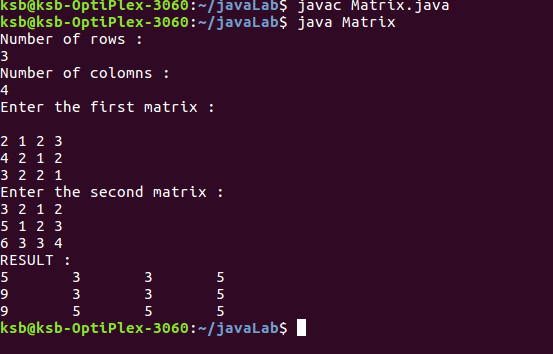 ksb@ksb-OptiPlex-3060:~/javaLab$ javac Matrix.java
ksb@ksb-OptiPlex-3060:~/javaLab$ java Matrix
Number of rows :
3
Number of colomns :
4
Enter the first matrix :
2 1 2 3
4 2 1 2
3 2 2 1
Enter the second matrix :
3 2 1 2
5 1 2 3
6 3 3 4
RESULT :
5 3 3 5
9 3 3 5
9 5 5 5
ksb@ksb-OptiPlex-3060:~/javaLab$